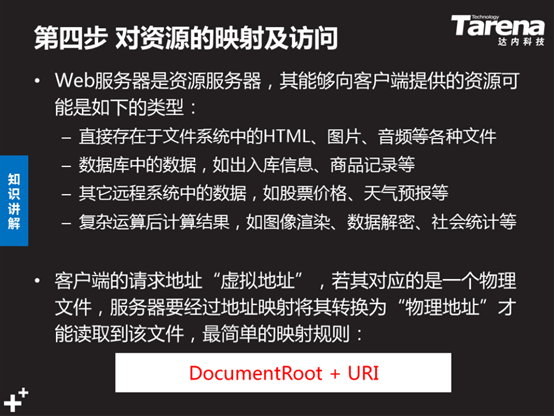 第四步 对资源的映射及访问
Technology
Tarena
达内科技
• Web服务器是资源服务器，其能够向客户端提供的资源可
能是如下的类型：
– 直接存在于文件系统中的HTML、图片、音频等各种文件
– 数据库中的数据，如出入库信息、商品记录等
– 其它远程系统中的数据，如股票价格、天气预报等
– 复杂运算后计算结果，如图像渲染、数据解密、社会统计等
知识讲解
• 客户端的请求地址“虚拟地址”，若其对应的是一个物理
文件，服务器要经过地址映射将其转换为“物理地址”才
能读取到该文件，最简单的映射规则：
DocumentRoot + URI